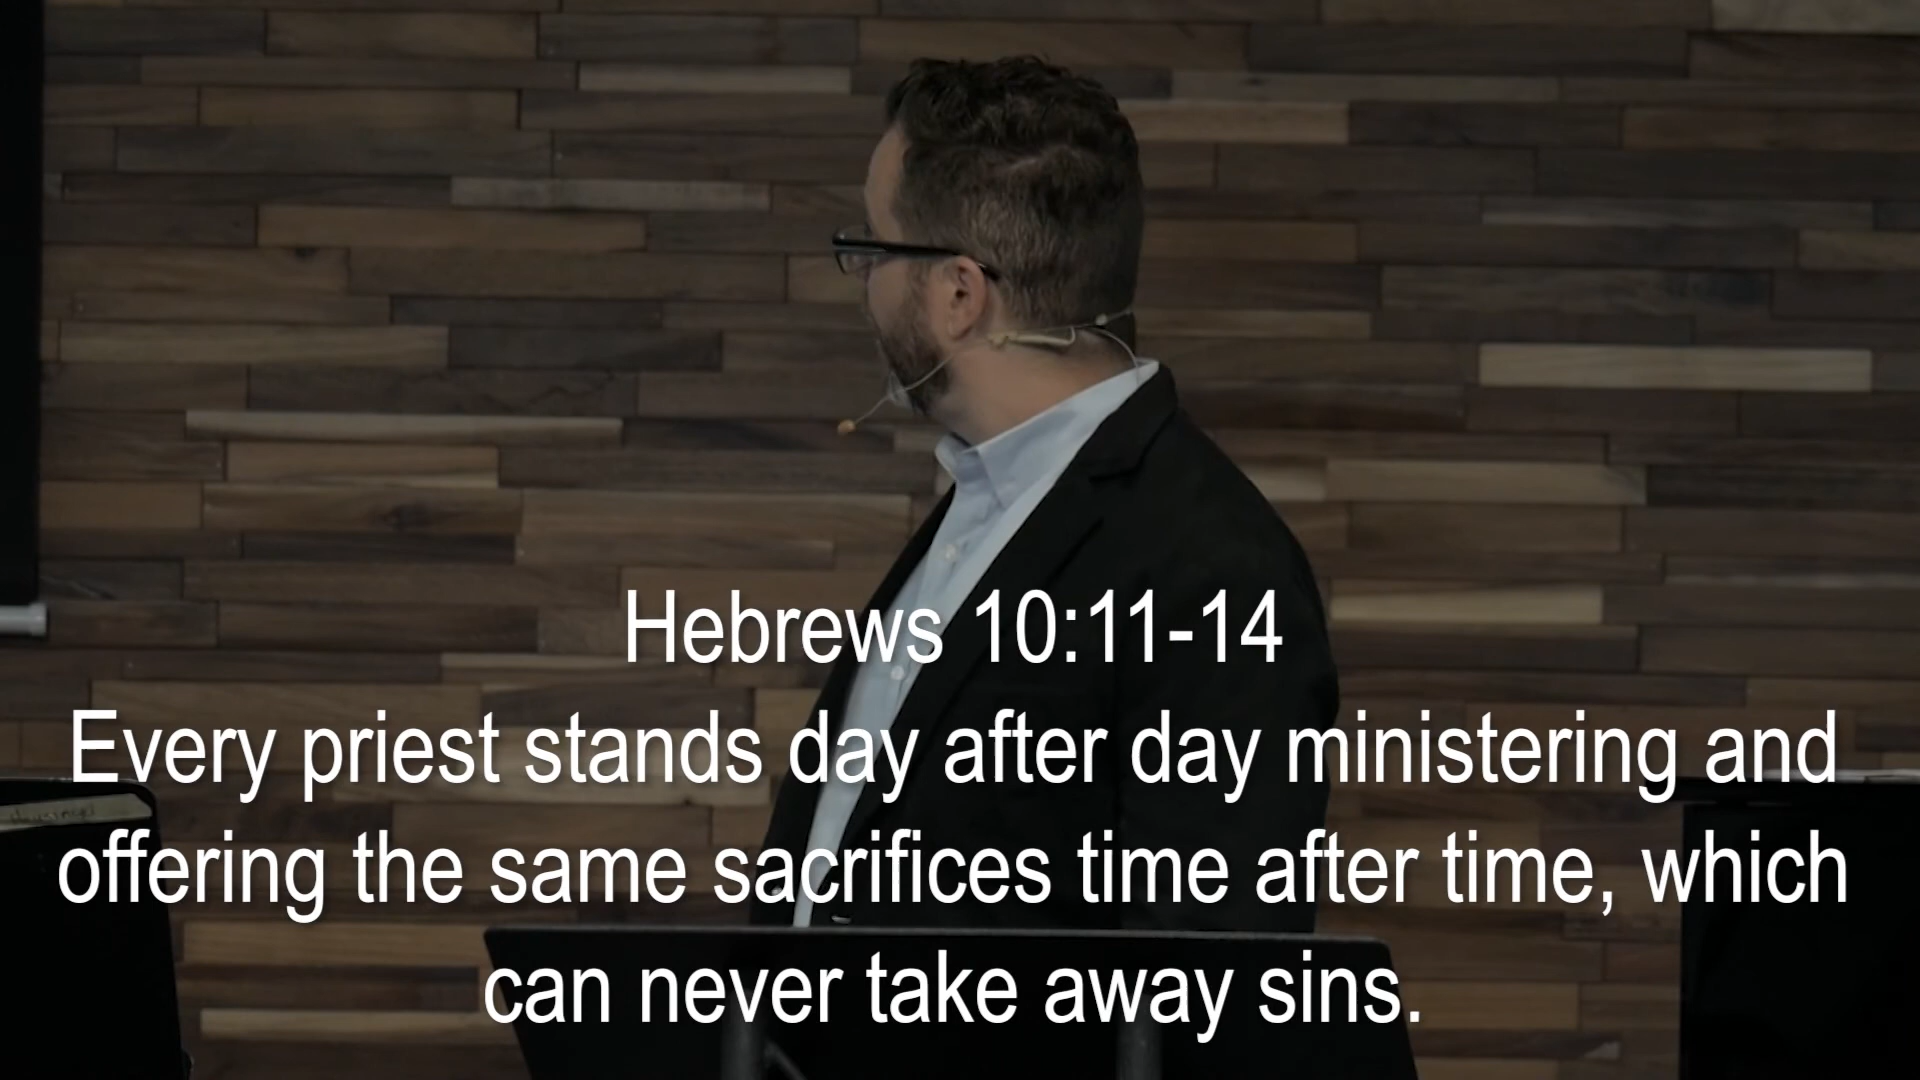 Hebrews 10:11-14
Every priest stands day after day ministering and
offering the same sacrifices time after time, which
can never take away sins.